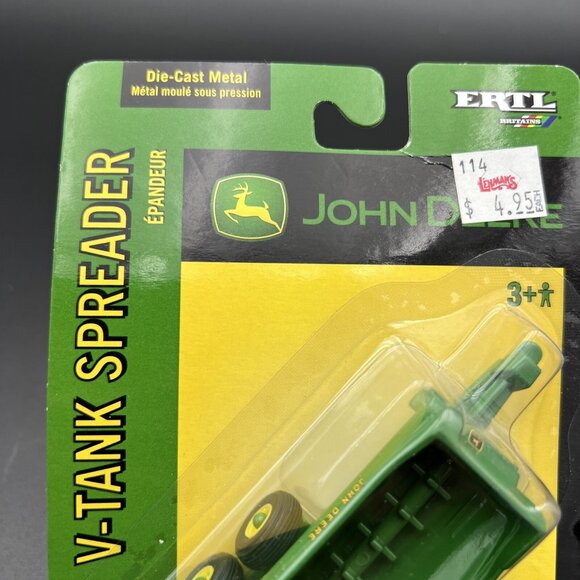 Die-Cast Metal
Métal moulé sous pression
ERTL
BRITAINS
114
LEHMAN'S
$ 4.95 EACH
JOHN DEERE
V-TANK SPREADER
ÉPANDEUR
3+
JOHN DEERE